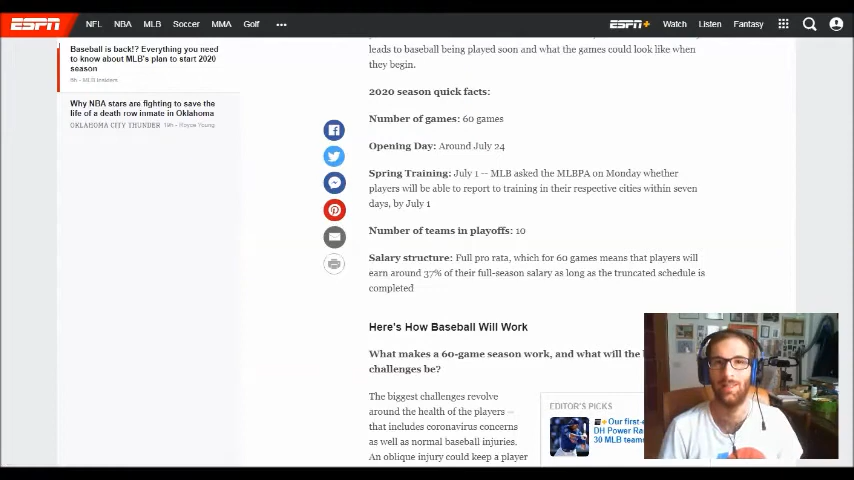 ESPN NFL NBA MLB Soccer MMA Golf ••• ESPN+ Watch Listen Fantasy
leads to baseball being played soon and what the games could look like when
they begin.
Baseball is back!? Everything you need
to know about MLB's plan to start 2020
season
6h - MLB Insiders
Why NBA stars are fighting to save the
life of a death row inmate in Oklahoma
OKLAHOMA CITY THUNDER 19h - Royce Young
2020 season quick facts:
Number of games: 60 games
Opening Day: Around July 24
Spring Training: July 1 -- MLB asked the MLBPA on Monday whether
players will be able to report to training in their respective cities within seven
days, by July 1
Number of teams in playoffs: 10
Salary structure: Full pro rata, which for 60 games means that players will
earn around 37% of their full-season salary as long as the truncated schedule is
completed
Here's How Baseball Will Work
What makes a 60-game season work, and what will the
challenges be?
The biggest challenges revolve
around the health of the players --
that includes coronavirus concerns
as well as normal baseball injuries.
An oblique injury could keep a player
EDITOR'S PICKS
Our first-
DH Power Ra
30 MLB teams